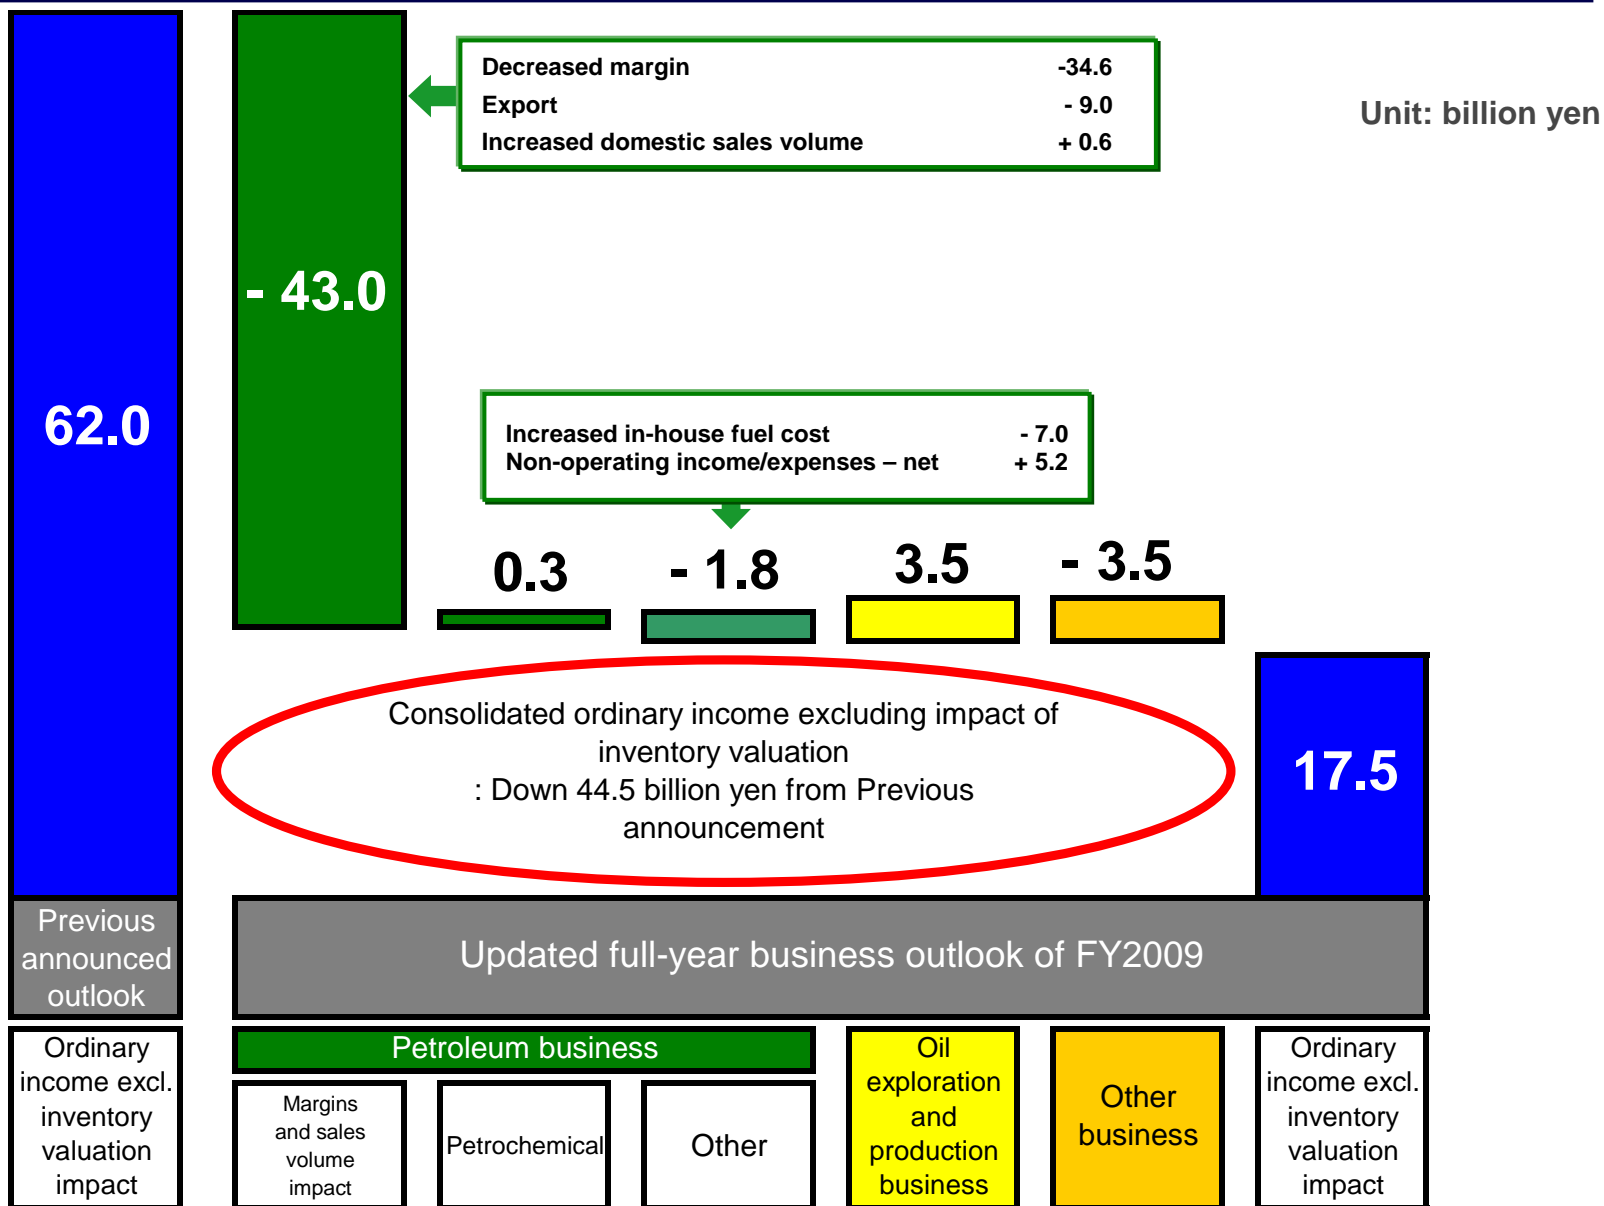 Unit: billion yen
Decreased margin -34.6
Export - 9.0
Increased domestic sales volume + 0.6
- 43.0
62.0
Increased in-house fuel cost - 7.0
Non-operating income/expenses – net + 5.2
0.3
- 1.8
3.5
- 3.5
Consolidated ordinary income excluding impact of
inventory valuation
: Down 44.5 billion yen from Previous
announcement
17.5
Previous
announced
outlook
Updated full-year business outlook of FY2009
Ordinary
income excl.
inventory
valuation
impact
Petroleum business
Margins
and sales
volume
impact
Petrochemical
Other
Oil
exploration
and
production
business
Other
business
Ordinary
income excl.
inventory
valuation
impact